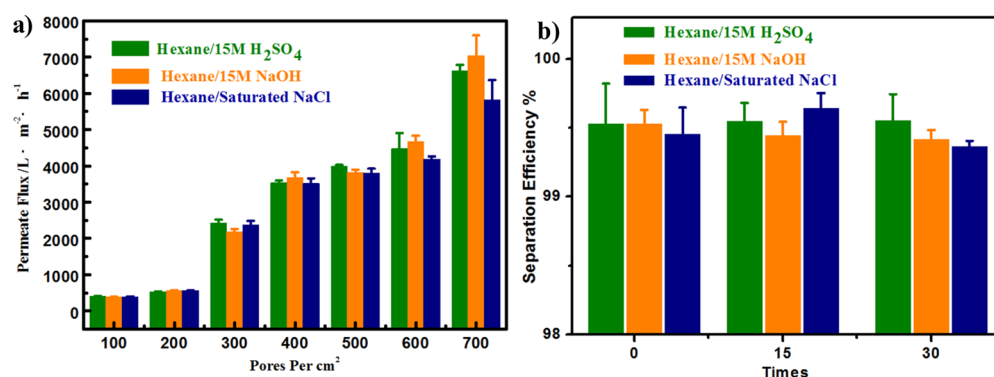 a)
Permeate Flux /L · m⁻²· h⁻¹
8000
7000
6000
5000
4000
3000
2000
1000
0
Hexane/15M H₂SO₄
Hexane/15M NaOH
Hexane/Saturated NaCl
100 200 300 400 500 600 700
Pores Per cm²
b)
Separation Efficiency %
100
99
98
Hexane/15M H₂SO₄
Hexane/15M NaOH
Hexane/Saturated NaCl
0 15 30
Times